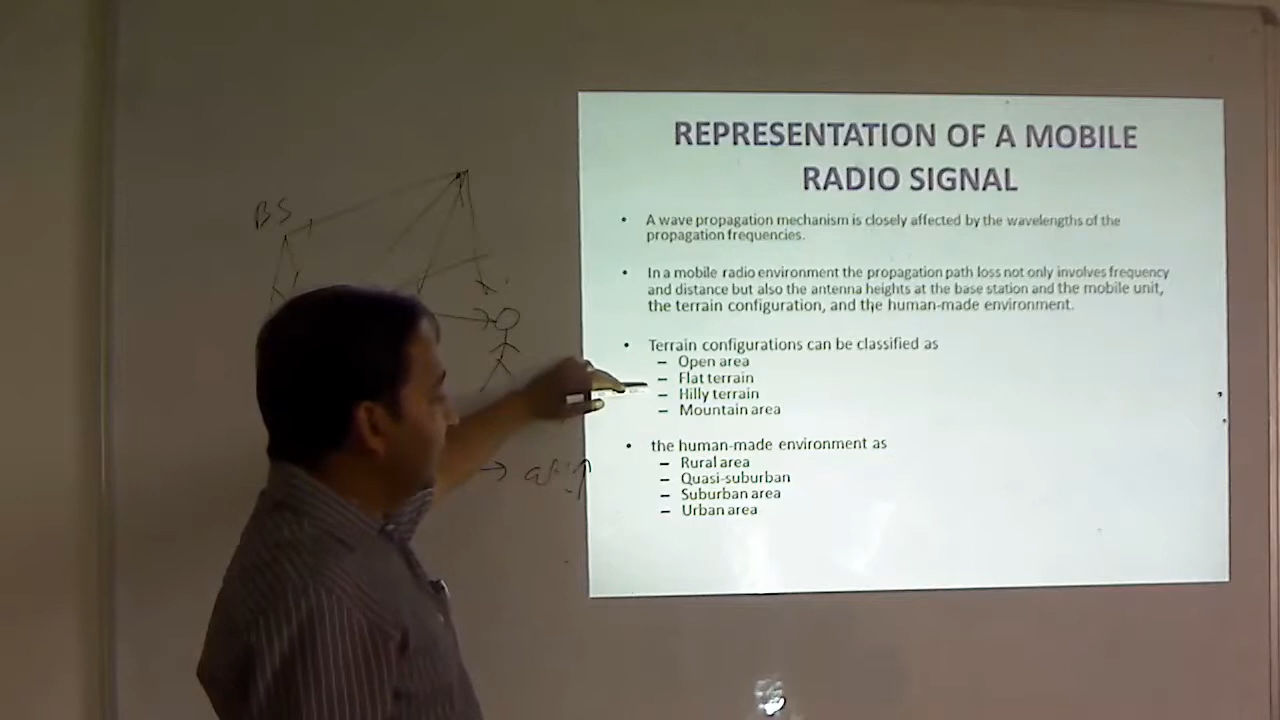 REPRESENTATION OF A MOBILE
RADIO SIGNAL
• A wave propagation mechanism is closely affected by the wavelengths of the
propagation frequencies.
• In a mobile radio environment the propagation path loss not only involves frequency
and distance but also the antenna heights at the base station and the mobile unit,
the terrain configuration, and the human-made environment.
• Terrain configurations can be classified as
– Open area
– Flat terrain
– Hilly terrain
– Mountain area
• the human-made environment as
– Rural area
– Quasi-suburban
– Suburban area
– Urban area
BS